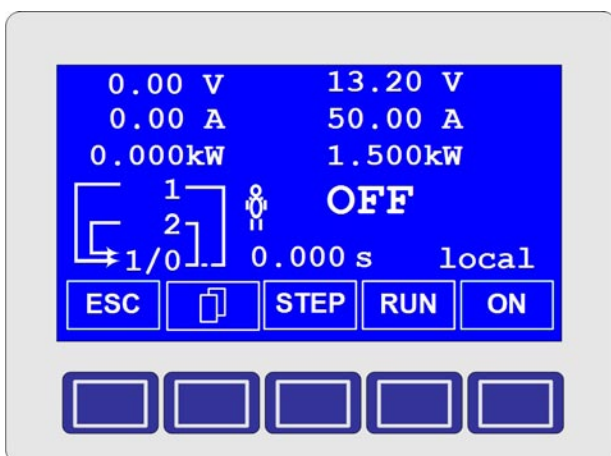 0.00 V 13.20 V
0.00 A 50.00 A
0.000kW 1.500kW
1 OFF
2
1/0 0.000 s local
ESC STEP RUN ON